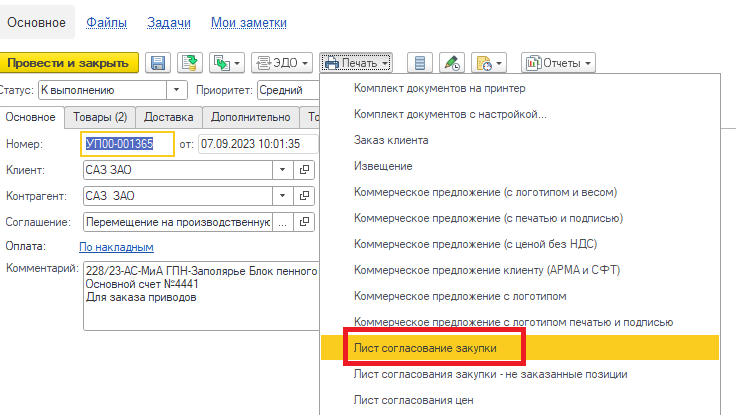 Основное Файлы Задачи Мои заметки
Провести и закрыть ЭДО Печать Отчеты
Статус: К выполнению Приоритет: Средний
Основное Товары (2) Доставка Дополнительно
Номер: УП00-001365 от: 07.09.2023 10:01:35
Клиент: САЗ ЗАО
Контрагент: САЗ ЗАО
Соглашение: Перемещение на производственную ...
Оплата: По накладным
Комментарий: 228/23-АС-МиА ГПН-Заполярье Блок пенного
Основной счет №4441
Для заказа приводов
Комплект документов на принтер
Комплект документов с настройкой...
Заказ клиента
Извещение
Коммерческое предложение (с логотипом и весом)
Коммерческое предложение (с печатью и подписью)
Коммерческое предложение (с ценой без НДС)
Коммерческое предложение клиенту (АРМА и СФТ)
Коммерческое предложение с логотипом
Коммерческое предложение с логотипом печатью и подписью
Лист согласование закупки
Лист согласования закупки - не заказанные позиции
Лист согласования цен